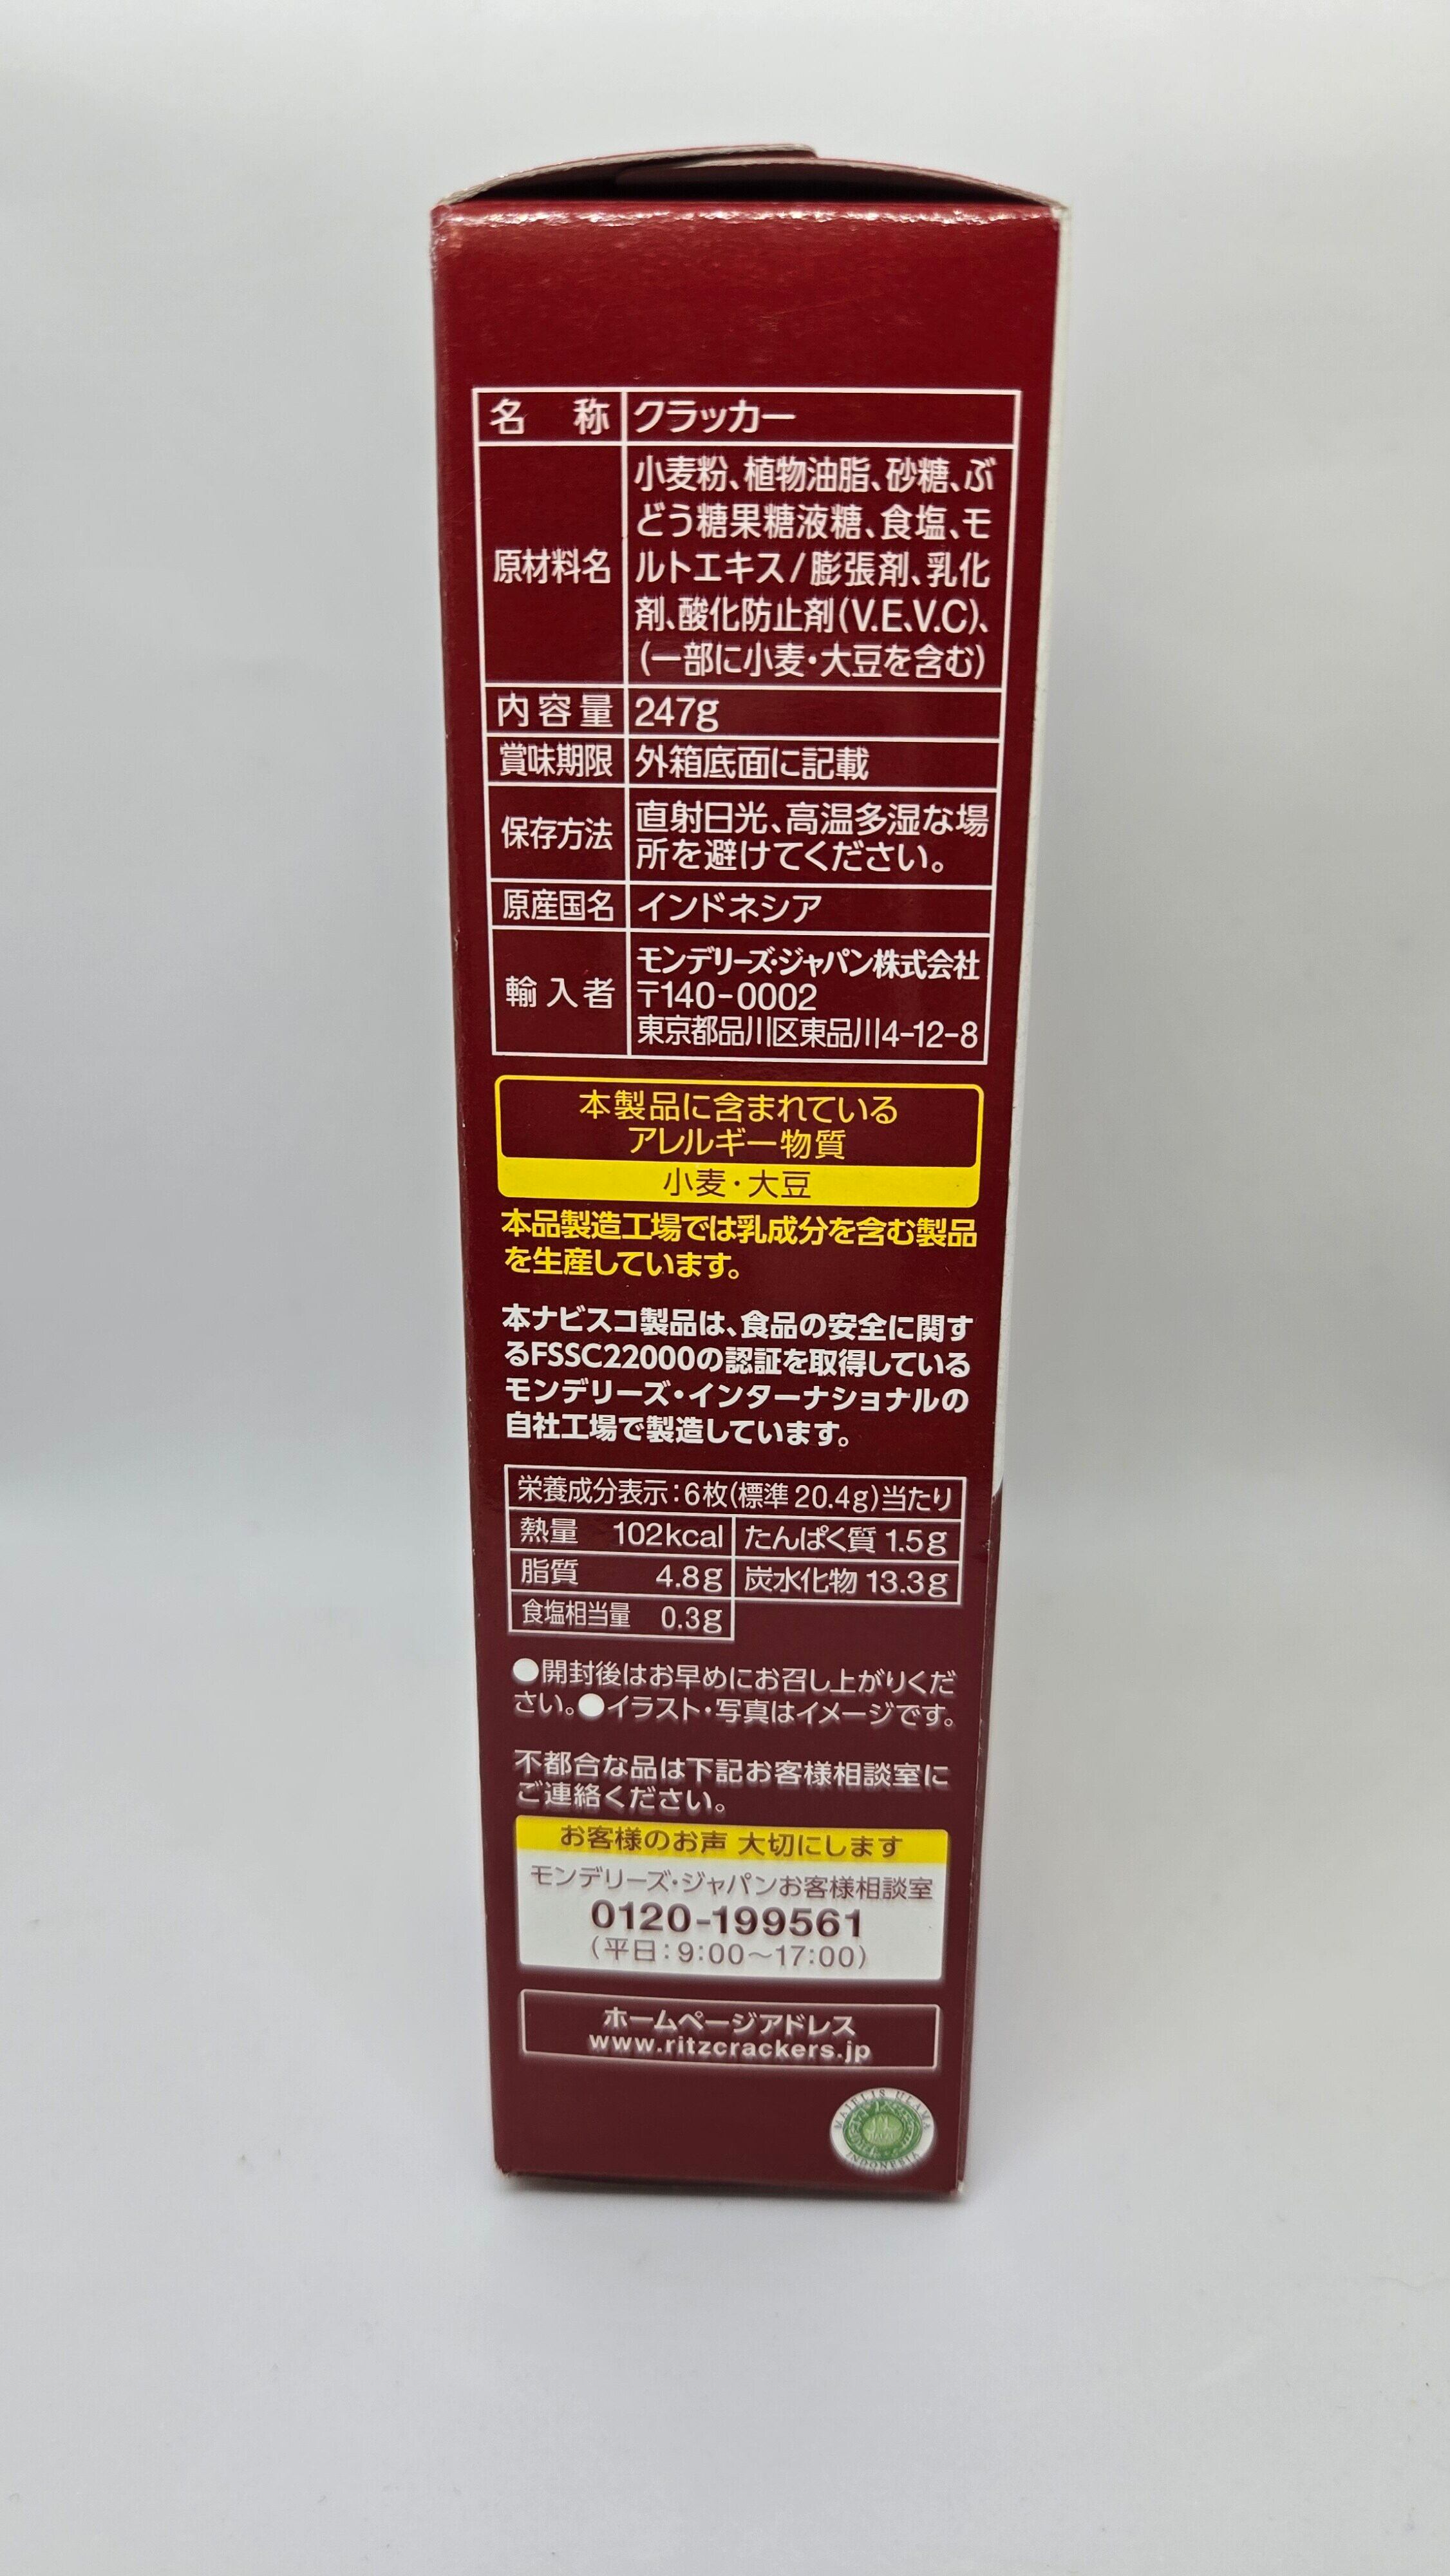 名 称 クラッカー
原材料名 小麦粉、植物油脂、砂糖、ぶ
どう糖果糖液糖、食塩、モ
ルトエキス/膨張剤、乳化
剤、酸化防止剤(V.E、V.C)、
(一部に小麦・大豆を含む)
内容量 247g
賞味期限 外箱底面に記載
保存方法 直射日光、高温多湿な場
所を避けてください。
原産国名 インドネシア
輸入者 モンデリーズ・ジャパン株式会社
〒140-0002
東京都品川区東品川4-12-8
本製品に含まれている
アレルギー物質
小麦・大豆
本品製造工場では乳成分を含む製品
を生産しています。
本ナビスコ製品は、食品の安全に関す
るFSSC22000の認証を取得している
モンデリーズ・インターナショナルの
自社工場で製造しています。
栄養成分表示:6枚(標準 20.4g)当たり
熱量 102kcal たんぱく質 1.5g
脂質 4.8g 炭水化物 13.3g
食塩相当量 0.3g
●開封後はお早めにお召し上がりくだ
さい。●イラスト・写真はイメージです。
不都合な品は下記お客様相談室に
ご連絡ください。
お客様のお声 大切にします
モンデリーズ・ジャパンお客様相談室
0120-199561
(平日:9:00〜17:00)
ホームページアドレス
www.ritzcrackers.jp
MAJELIS ULAMA
INDONESIA